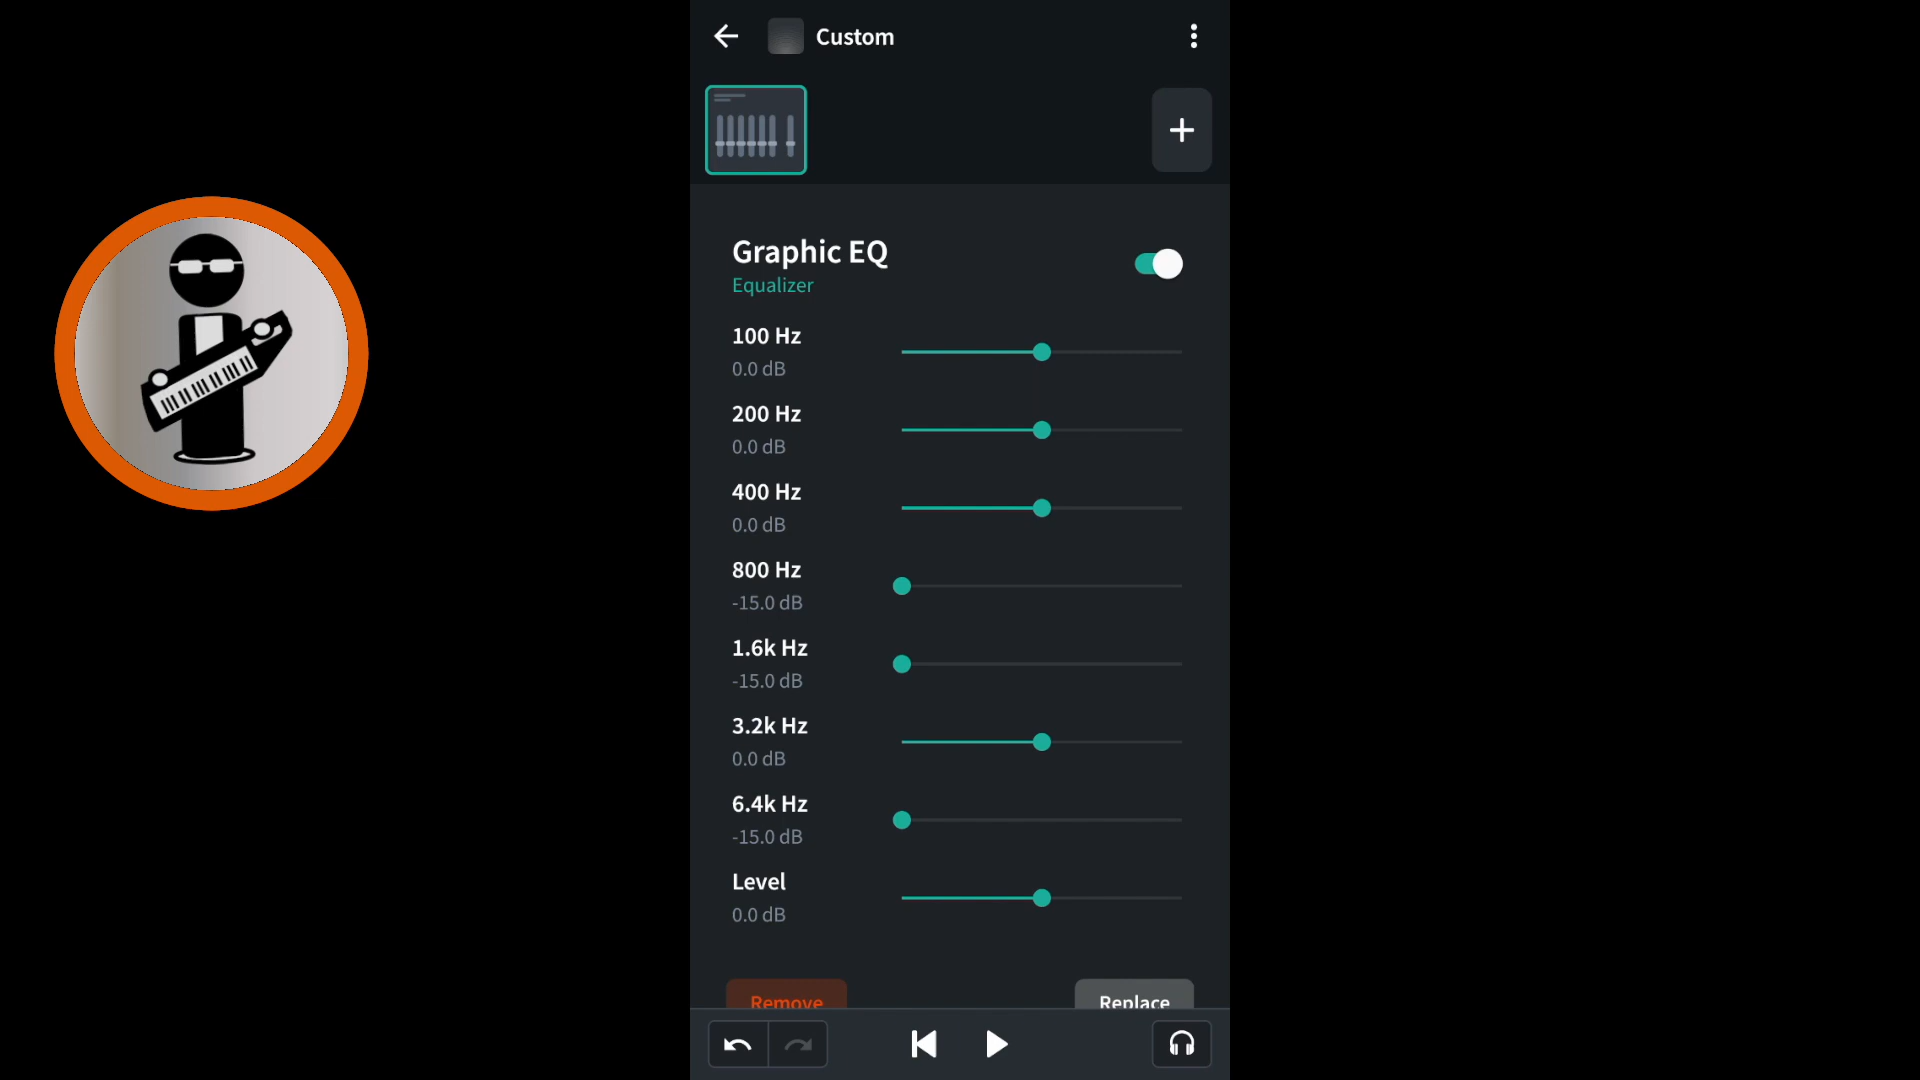 Custom
Graphic EQ
Equalizer
100 Hz
0.0 dB
200 Hz
0.0 dB
400 Hz
0.0 dB
800 Hz
-15.0 dB
1.6k Hz
-15.0 dB
3.2k Hz
0.0 dB
6.4k Hz
-15.0 dB
Level
0.0 dB
Remove
Replace